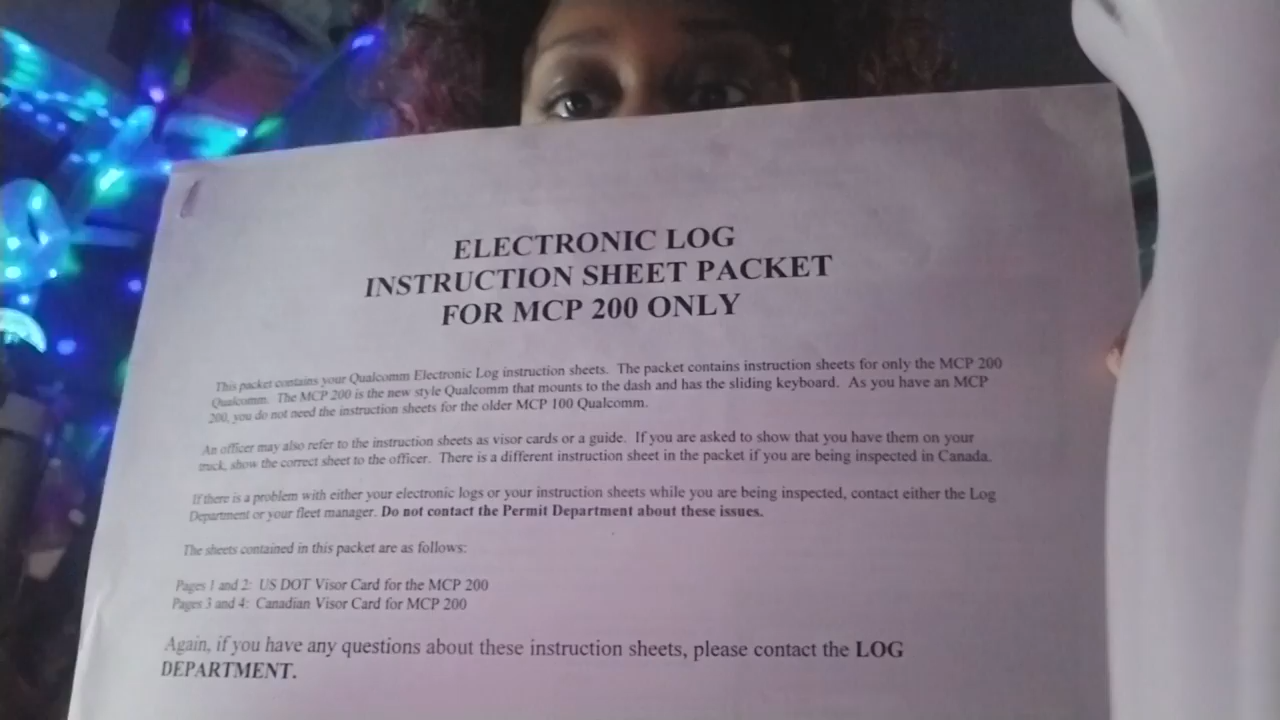 ELECTRONIC LOG
INSTRUCTION SHEET PACKET
FOR MCP 200 ONLY
This packet contains your Qualcomm Electronic Log instruction sheets. The packet contains instruction sheets for only the MCP 200
Qualcomm. The MCP 200 is the new style Qualcomm that mounts to the dash and has the sliding keyboard. As you have an MCP
200, you do not need the instruction sheets for the older MCP 100 Qualcomm.
An officer may also refer to the instruction sheets as visor cards or a guide. If you are asked to show that you have them on your
truck, show the correct sheet to the officer. There is a different instruction sheet in the packet if you are being inspected in Canada.
If there is a problem with either your electronic logs or your instruction sheets while you are being inspected, contact either the Log
Department or your fleet manager. Do not contact the Permit Department about these issues.
The sheets contained in this packet are as follows:
Pages 1 and 2: US DOT Visor Card for the MCP 200
Pages 3 and 4: Canadian Visor Card for MCP 200
Again, if you have any questions about these instruction sheets, please contact the LOG
DEPARTMENT.